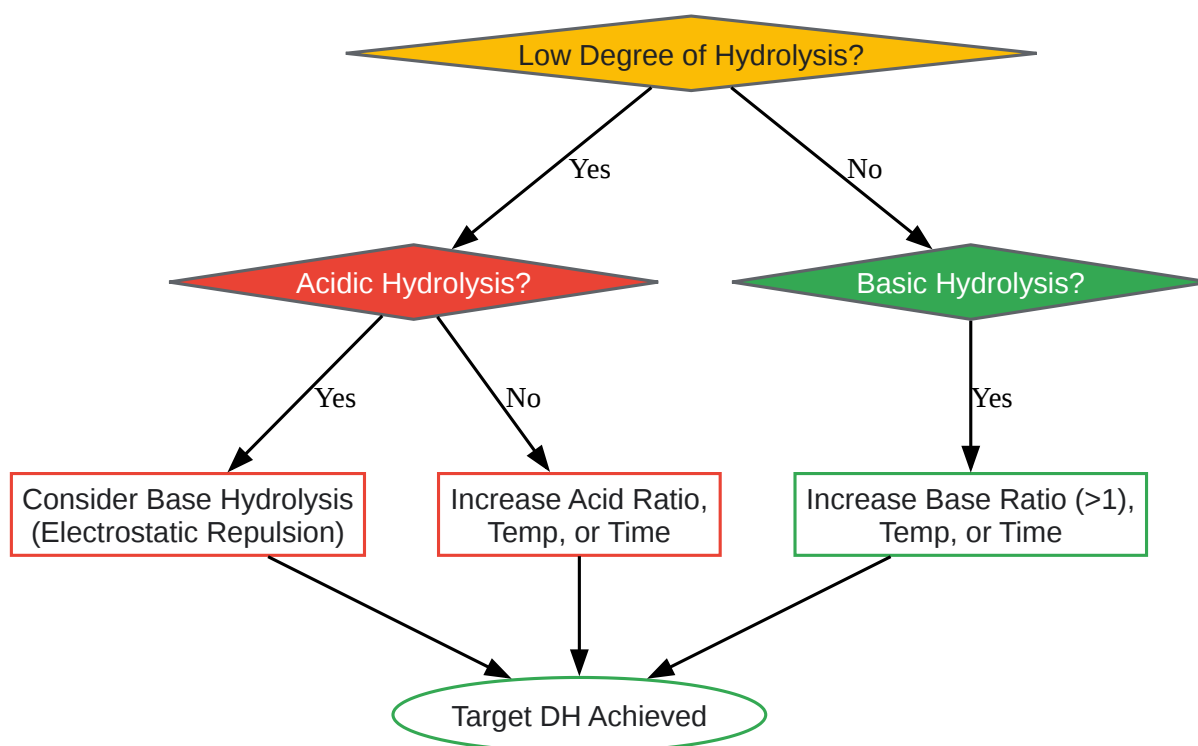 Low Degree of Hydrolysis?
Yes
No
Acidic Hydrolysis?
Basic Hydrolysis?
Yes
No
Yes
Consider Base Hydrolysis
(Electrostatic Repulsion)
Increase Acid Ratio,
Temp, or Time
Increase Base Ratio (>1),
Temp, or Time
Target DH Achieved